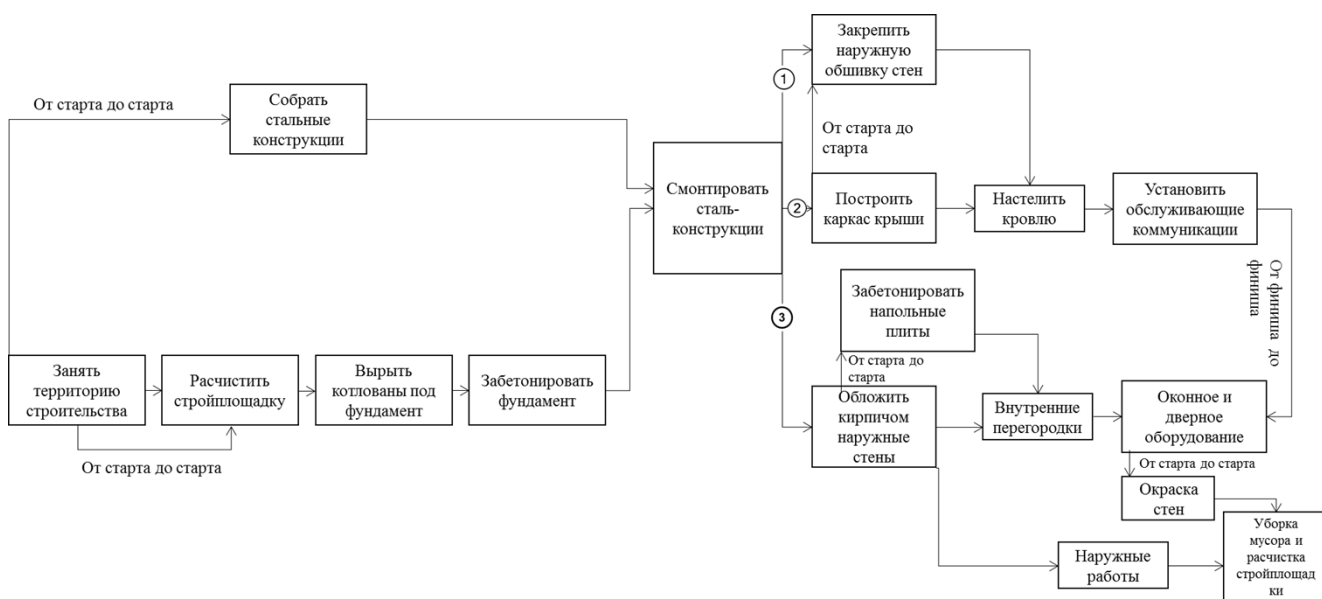 От старта до старта
Собрать
стальные
конструкции
Занять
территорию
строительства
Расчистить
стройплощадку
Вырыть
котлованы под
фундамент
Забетонировать
фундамент
От старта до старта
Смонтировать
сталь-
конструкции
1
2
3
Закрепить
наружную
обшивку стен
От старта до
старта
Построить
каркас крыши
Настелить
кровлю
Установить
обслуживающие
коммуникации
От финиша до
финиша
Забетонировать
напольные
плиты
От старта до
старта
Обложить
кирпичом
наружные
стены
Внутренние
перегородки
Оконное и
дверное
оборудование
От старта до старта
Окраска
стен
Наружные
работы
Уборка
мусора и
расчистка
стройплощад
ки